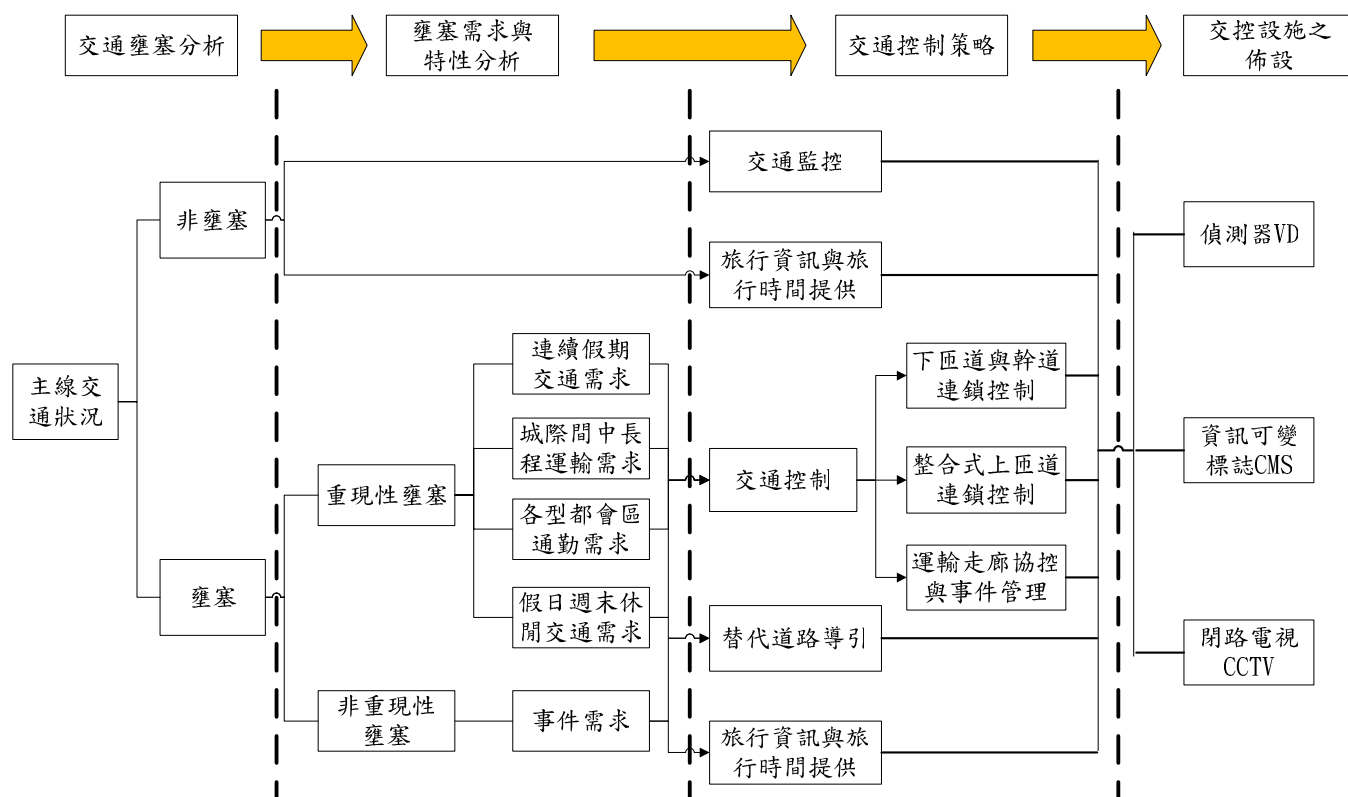 交通壅塞分析
壅塞需求與
特性分析
交通控制策略
交控設施之
佈設
主線交
通狀況
非壅塞
壅塞
重現性壅塞
非重現性
壅塞
連續假期
交通需求
城際間中長
程運輸需求
各型都會區
通勤需求
假日週末休
閒交通需求
事件需求
交通監控
旅行資訊與旅
行時間提供
交通控制
下匝道與幹道
連鎖控制
整合式上匝道
連鎖控制
運輸走廊協控
與事件管理
替代道路導引
旅行資訊與旅
行時間提供
偵測器VD
資訊可變
標誌CMS
閉路電視
CCTV